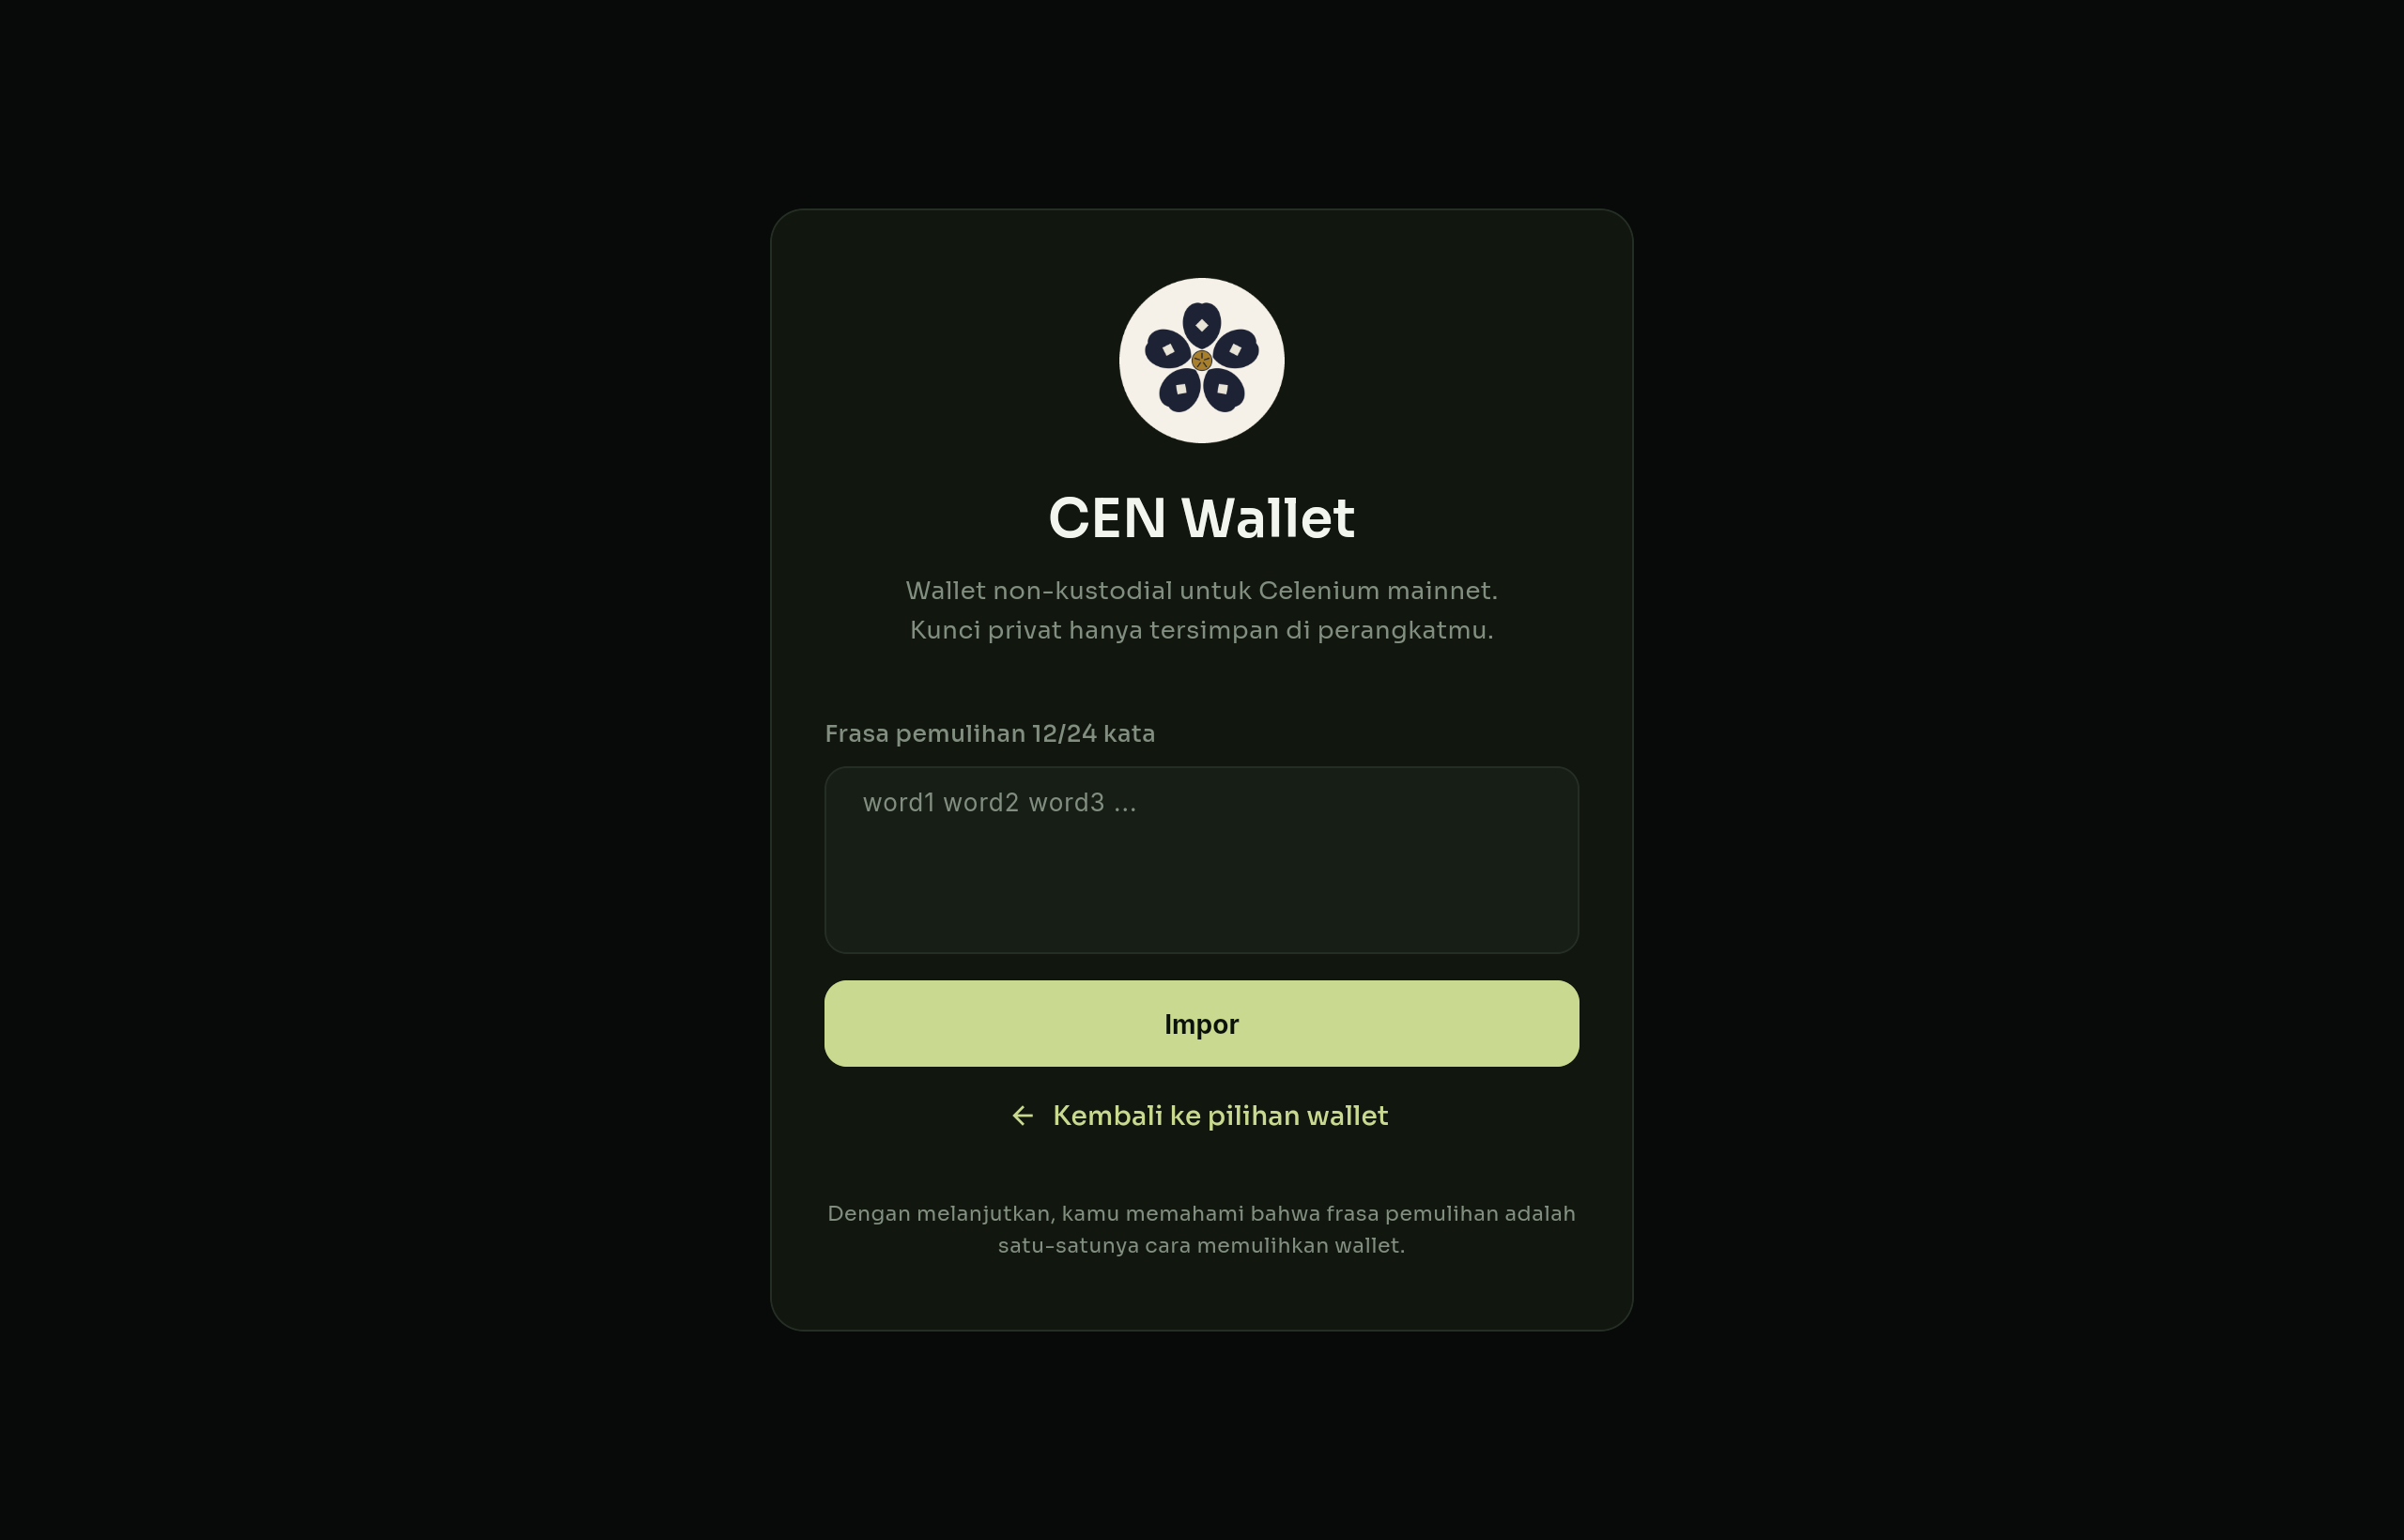 CEN Wallet
Wallet non-kustodial untuk Celenium mainnet.
Kunci privat hanya tersimpan di perangkatmu.
Frasa pemulihan 12/24 kata
word1 word2 word3 ...
Impor
← Kembali ke pilihan wallet
Dengan melanjutkan, kamu memahami bahwa frasa pemulihan adalah
satu-satunya cara memulihkan wallet.